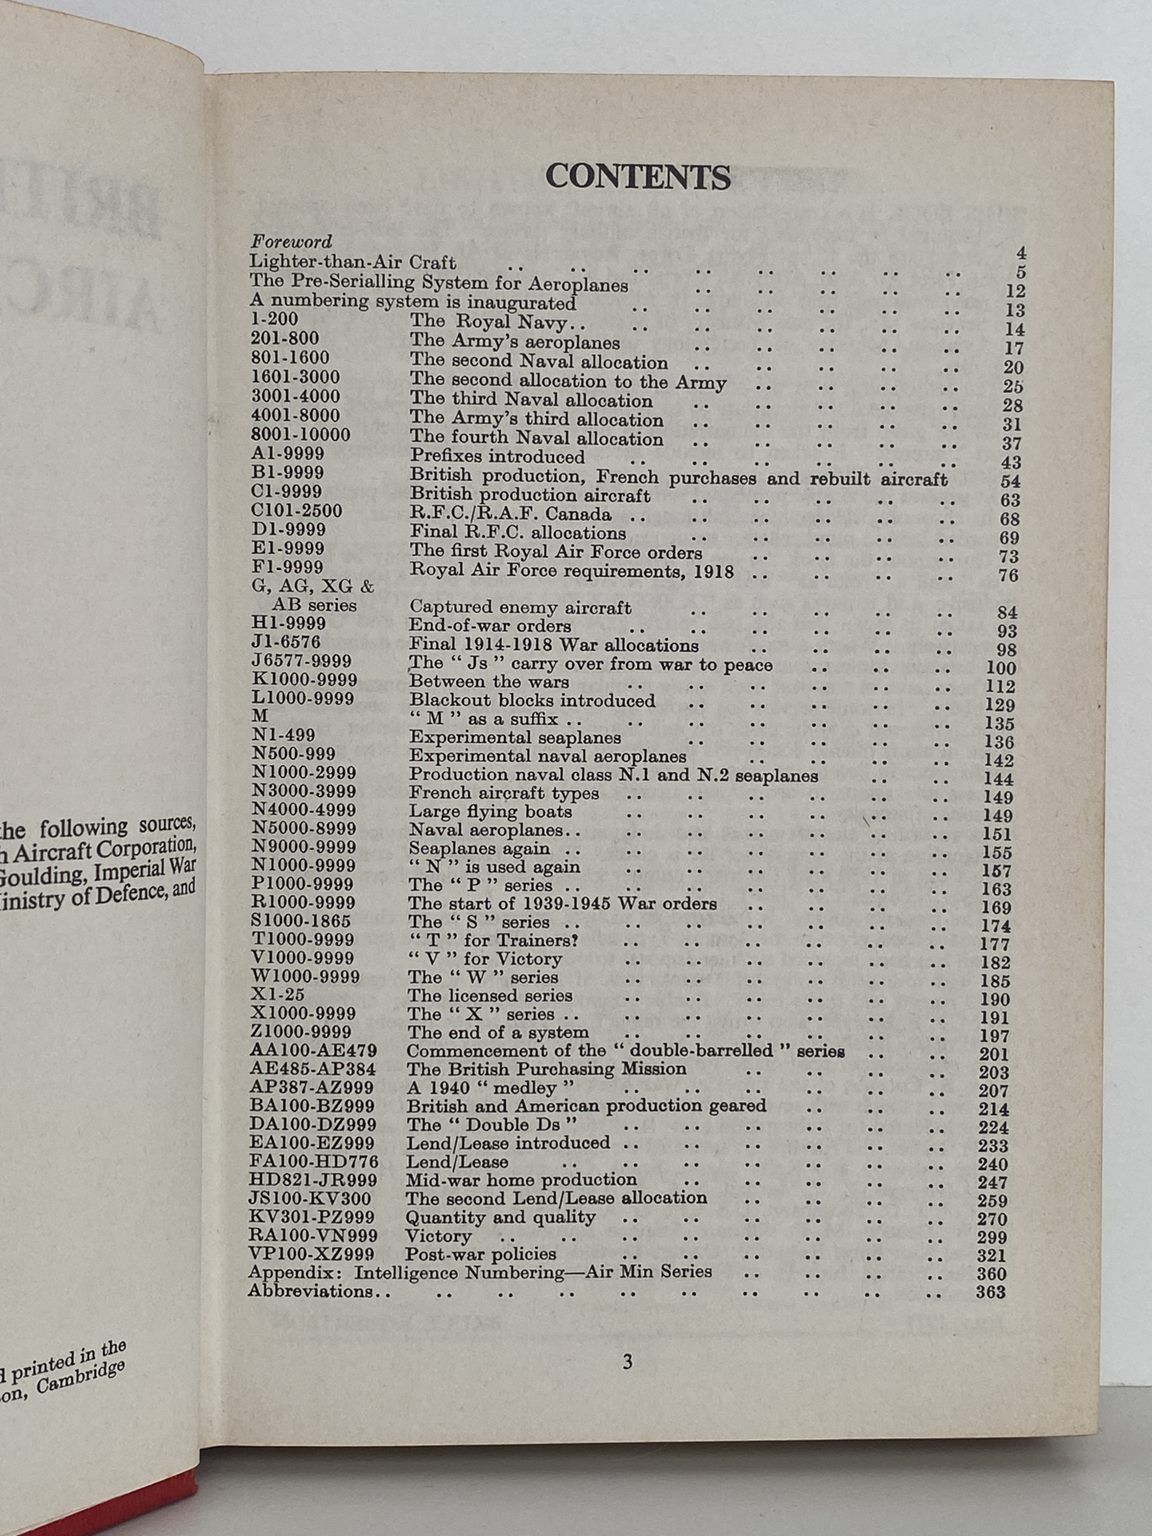 BRIT
AIRC
the following sources,
Aircraft Corporation,
Goulding, Imperial War
inistry of Defence, and
printed in the
on, Cambridge
CONTENTS
Foreword 4
Lighter-than-Air Craft .. .. .. .. .. .. .. .. 5
The Pre-Serialling System for Aeroplanes .. .. .. .. .. 12
A numbering system is inaugurated .. .. .. .. .. .. 13
1-200 The Royal Navy.. .. .. .. .. .. .. 14
201-800 The Army's aeroplanes .. .. .. .. .. 17
801-1600 The second Naval allocation .. .. .. .. .. 20
1601-3000 The second allocation to the Army .. .. .. .. 25
3001-4000 The third Naval allocation .. .. .. .. .. 28
4001-8000 The Army's third allocation .. .. .. .. .. 31
8001-10000 The fourth Naval allocation .. .. .. .. .. 37
A1-9999 Prefixes introduced .. .. .. .. .. .. 43
B1-9999 British production, French purchases and rebuilt aircraft 54
C1-9999 British production aircraft .. .. .. .. .. 63
C101-2500 R.F.C./R.A.F. Canada .. .. .. .. .. .. 68
D1-9999 Final R.F.C. allocations .. .. .. .. .. 69
E1-9999 The first Royal Air Force orders .. .. .. .. 73
F1-9999 Royal Air Force requirements, 1918 .. .. .. .. 76
G, AG, XG &
AB series Captured enemy aircraft .. .. .. .. .. 84
H1-9999 End-of-war orders .. .. .. .. .. .. 93
J1-6576 Final 1914-1918 War allocations .. .. .. .. 98
J6577-9999 The “ Js ” carry over from war to peace .. .. .. 100
K1000-9999 Between the wars .. .. .. .. .. .. 112
L1000-9999 Blackout blocks introduced .. .. .. .. .. 129
M “ M ” as a suffix .. .. .. .. .. .. .. 135
N1-499 Experimental seaplanes .. .. .. .. .. 136
N500-999 Experimental naval aeroplanes .. .. .. .. 142
N1000-2999 Production naval class N.1 and N.2 seaplanes .. .. 144
N3000-3999 French aircraft types .. .. .. .. .. .. 149
N4000-4999 Large flying boats .. .. .. .. .. .. 149
N5000-8999 Naval aeroplanes.. .. .. .. .. .. .. 151
N9000-9999 Seaplanes again .. .. .. .. .. .. .. 155
N1000-9999 “ N ” is used again .. .. .. .. .. .. 157
P1000-9999 The “ P ” series .. .. .. .. .. .. .. 163
R1000-9999 The start of 1939-1945 War orders .. .. .. .. 169
S1000-1865 The “ S ” series .. .. .. .. .. .. .. 174
T1000-9999 “ T ” for Trainers? .. .. .. .. .. .. 177
V1000-9999 “ V ” for Victory .. .. .. .. .. .. 182
W1000-9999 The “ W ” series .. .. .. .. .. .. 185
X1-25 The licensed series .. .. .. .. .. .. 190
X1000-9999 The “ X ” series .. .. .. .. .. .. .. 191
Z1000-9999 The end of a system .. .. .. .. .. .. 197
AA100-AE479 Commencement of the “ double-barrelled ” series .. .. 201
AE485-AP384 The British Purchasing Mission .. .. .. .. 203
AP387-AZ999 A 1940 “ medley ” .. .. .. .. .. .. 207
BA100-BZ999 British and American production geared .. .. .. 214
DA100-DZ999 The “ Double Ds ” .. .. .. .. .. .. 224
EA100-EZ999 Lend/Lease introduced .. .. .. .. .. .. 233
FA100-HD776 Lend/Lease .. .. .. .. .. .. .. 240
HD821-JR999 Mid-war home production .. .. .. .. .. 247
JS100-KV300 The second Lend/Lease allocation .. .. .. .. 259
KV301-PZ999 Quantity and quality .. .. .. .. .. .. 270
RA100-VN999 Victory .. .. .. .. .. .. .. .. 299
VP100-XZ999 Post-war policies .. .. .. .. .. .. 321
Appendix: Intelligence Numbering—Air Min Series .. .. .. .. 360
Abbreviations.. .. .. .. .. .. .. .. .. .. 363
3